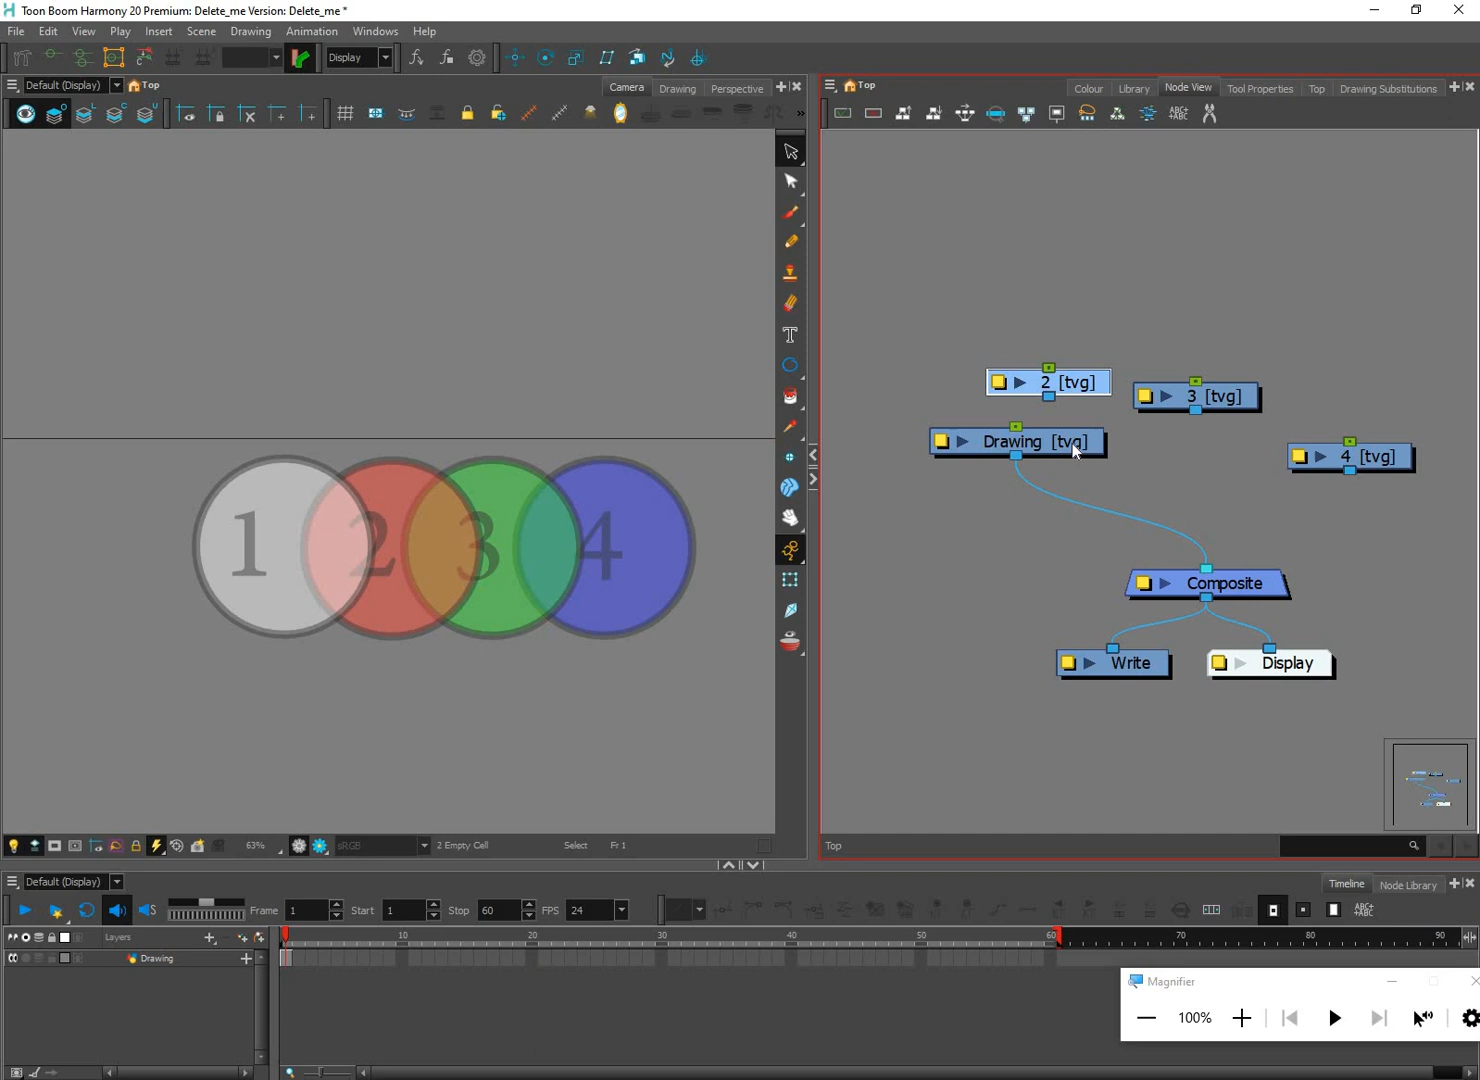 Toon Boom Harmony 20 Premium: Delete_me Version: Delete_me *
File Edit View Play Insert Scene Drawing Animation Windows Help
Display
Default (Display) Top Camera Drawing Perspective
Top Colour Library Node View Tool Properties Top Drawing Substitutions
ABC+
ABC
2 [tvg]
3 [tvg]
Drawing [tvg]
4 [tvg]
1 2 3 4
Composite
Write Display
63% sRGB 2 Empty Cell Select Fr 1
Top
Default (Display) Timeline Node Library
Frame 1 Start 1 Stop 60 FPS 24
ABC+
ABC
Layers
10 20 30 40 50 60 70 80 90
Drawing
Magnifier
100%